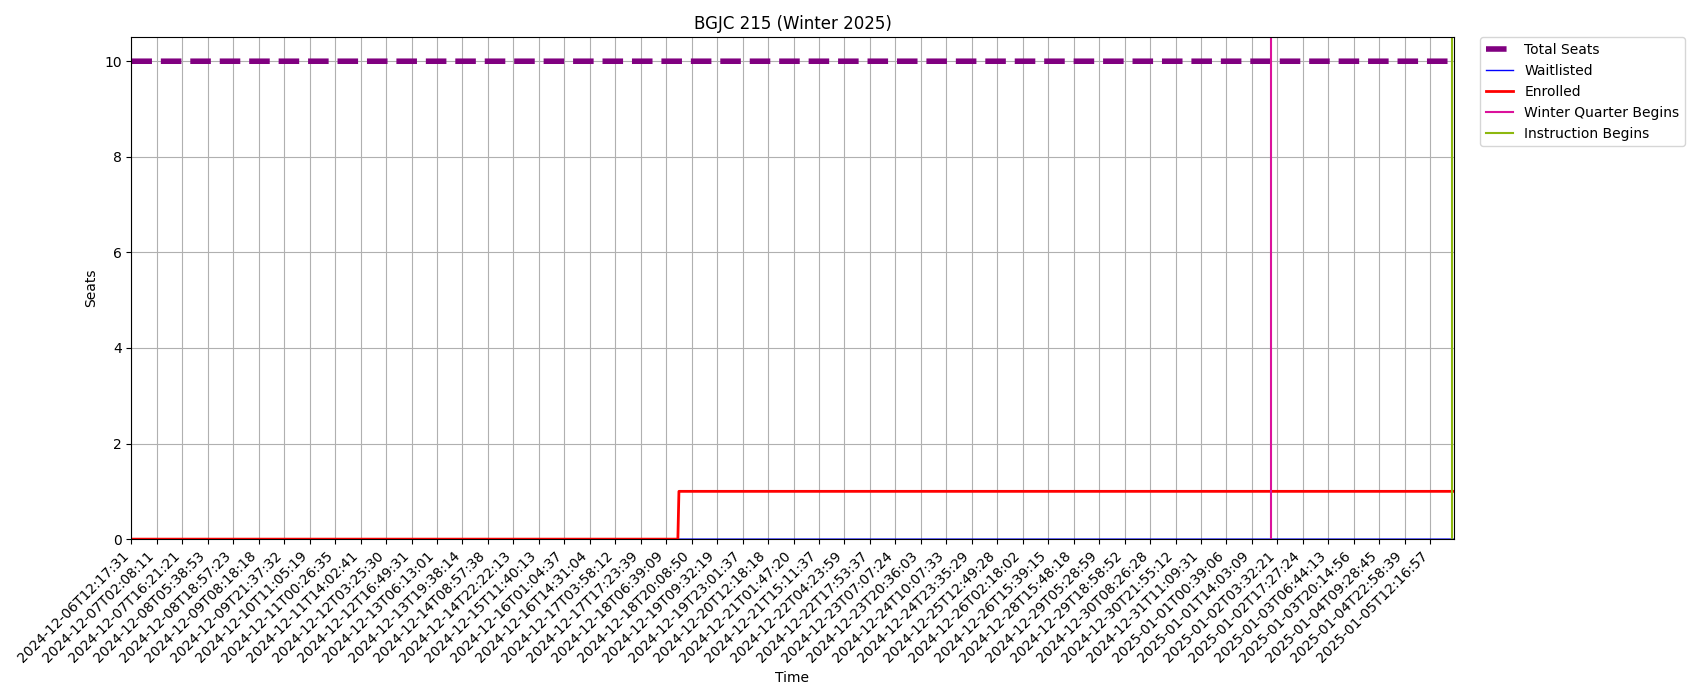 BGJC 215 (Winter 2025)
Total Seats
Waitlisted
Enrolled
Winter Quarter Begins
Instruction Begins
Seats
10
8
6
4
2
0
2024-12-06T12:17:31
2024-12-07T02:08:11
2024-12-07T16:21:21
2024-12-08T05:38:53
2024-12-08T18:57:23
2024-12-09T08:18:18
2024-12-09T21:37:32
2024-12-10T11:05:19
2024-12-11T00:26:35
2024-12-11T14:02:41
2024-12-12T03:25:30
2024-12-12T16:49:31
2024-12-13T06:13:01
2024-12-13T19:38:14
2024-12-14T08:57:38
2024-12-14T22:22:13
2024-12-15T11:40:13
2024-12-16T01:04:37
2024-12-16T14:31:04
2024-12-17T03:58:12
2024-12-17T17:23:39
2024-12-18T06:39:09
2024-12-18T20:08:50
2024-12-19T09:32:19
2024-12-19T23:01:37
2024-12-20T12:18:18
2024-12-21T01:47:20
2024-12-21T15:11:37
2024-12-22T04:23:59
2024-12-22T17:53:37
2024-12-23T07:07:24
2024-12-23T20:36:03
2024-12-24T10:07:33
2024-12-24T23:35:29
2024-12-25T12:49:28
2024-12-26T02:18:02
2024-12-26T15:39:15
2024-12-28T15:48:18
2024-12-29T05:28:59
2024-12-29T18:58:52
2024-12-30T08:26:28
2024-12-30T21:55:12
2024-12-31T11:09:31
2025-01-01T00:39:06
2025-01-01T14:03:09
2025-01-02T03:32:21
2025-01-02T17:27:24
2025-01-03T06:44:13
2025-01-03T20:14:56
2025-01-04T09:28:45
2025-01-04T22:58:39
2025-01-05T12:16:57
Time